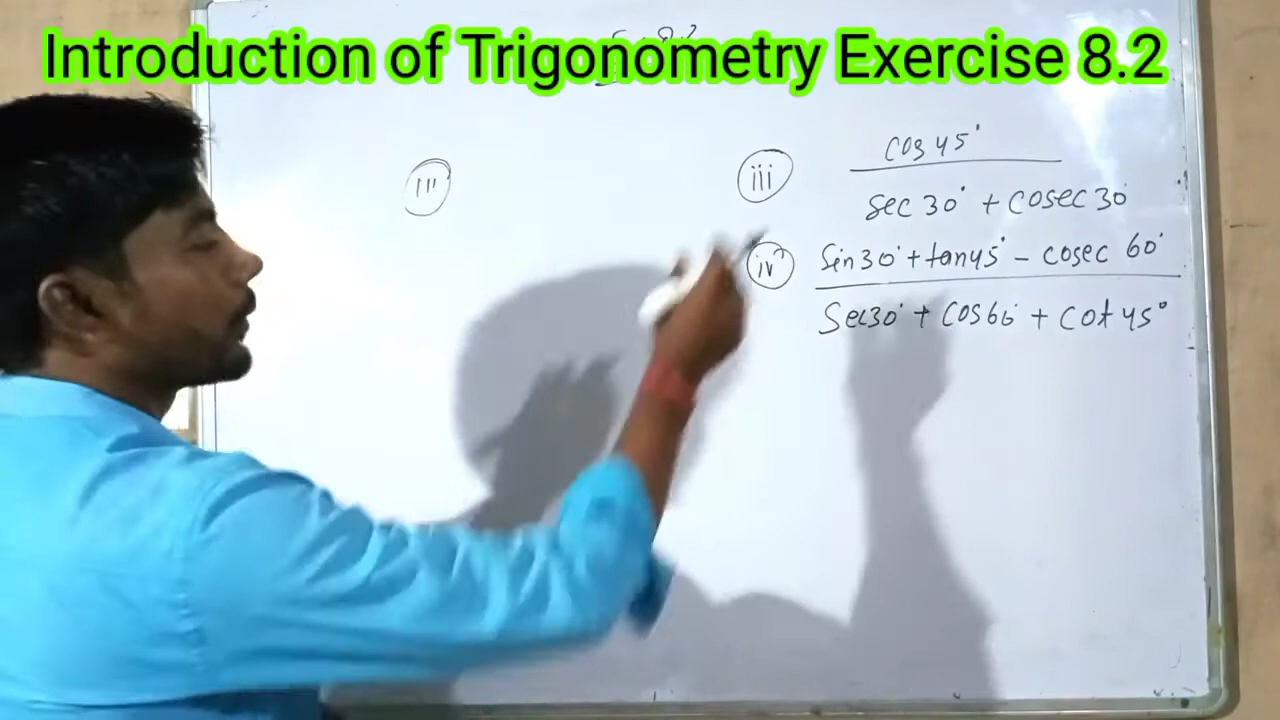 Introduction of Trigonometry Exercise 8.2
iii
iii
cos 45°
sec 30° + cosec 30
iv
Sin 30° + tan 45° - cosec 60°
Sec 30° + cos 60° + cot 45°